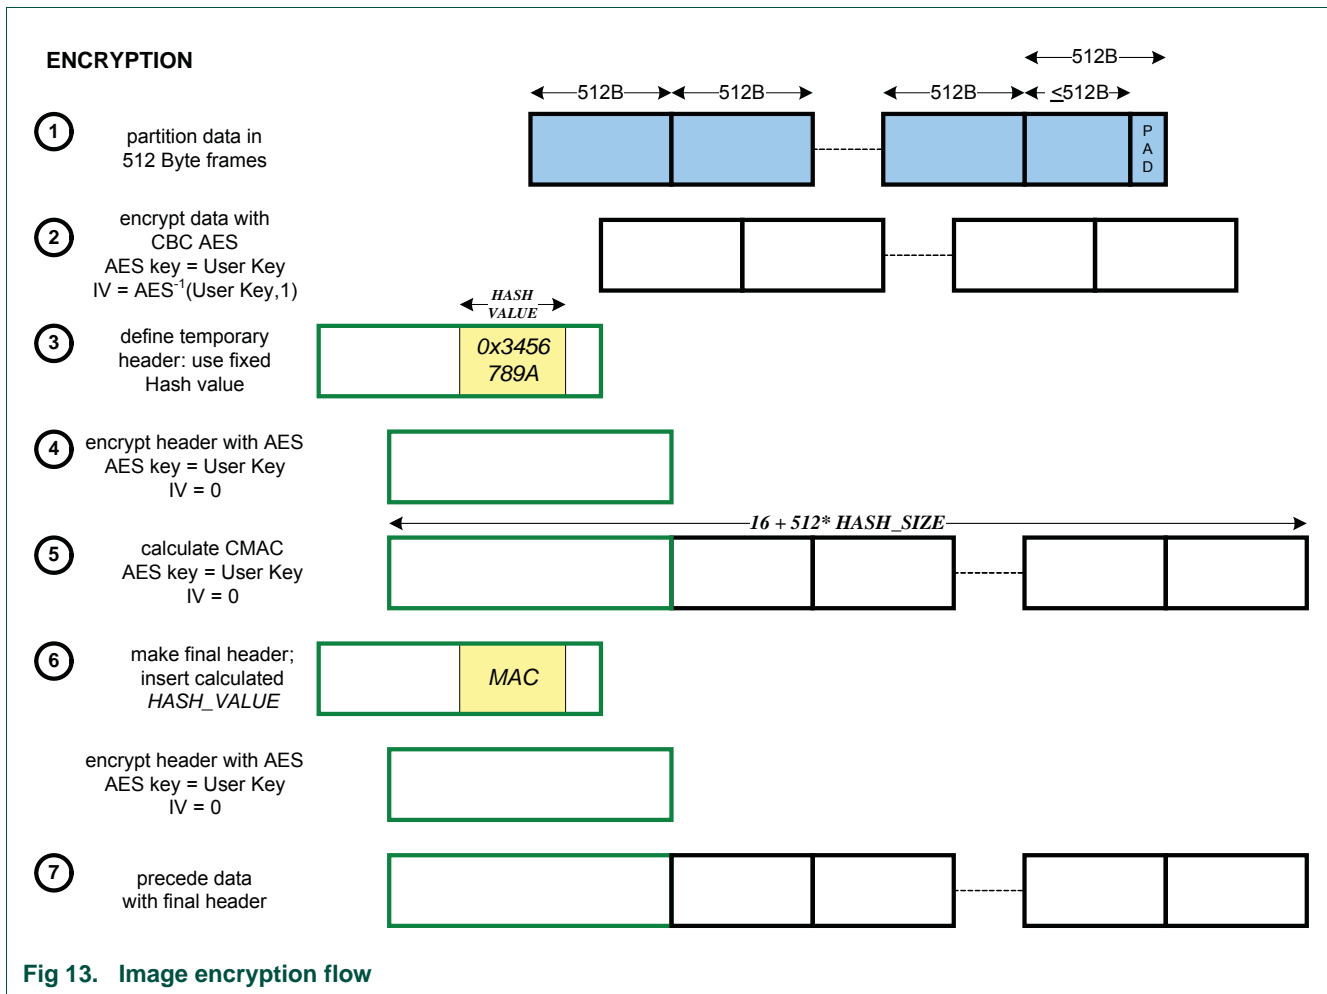 ENCRYPTION
512B
512B
512B
512B
≤512B
1
partition data in
512 Byte frames
P
A
D
2
encrypt data with
CBC AES
AES key = User Key
IV = AES⁻¹(User Key,1)
HASH
VALUE
3
define temporary
header: use fixed
Hash value
0x3456
789A
4
encrypt header with AES
AES key = User Key
IV = 0
16 + 512* HASH_SIZE
5
calculate CMAC
AES key = User Key
IV = 0
6
make final header;
insert calculated
HASH_VALUE
MAC
encrypt header with AES
AES key = User Key
IV = 0
7
precede data
with final header
Fig 13. Image encryption flow